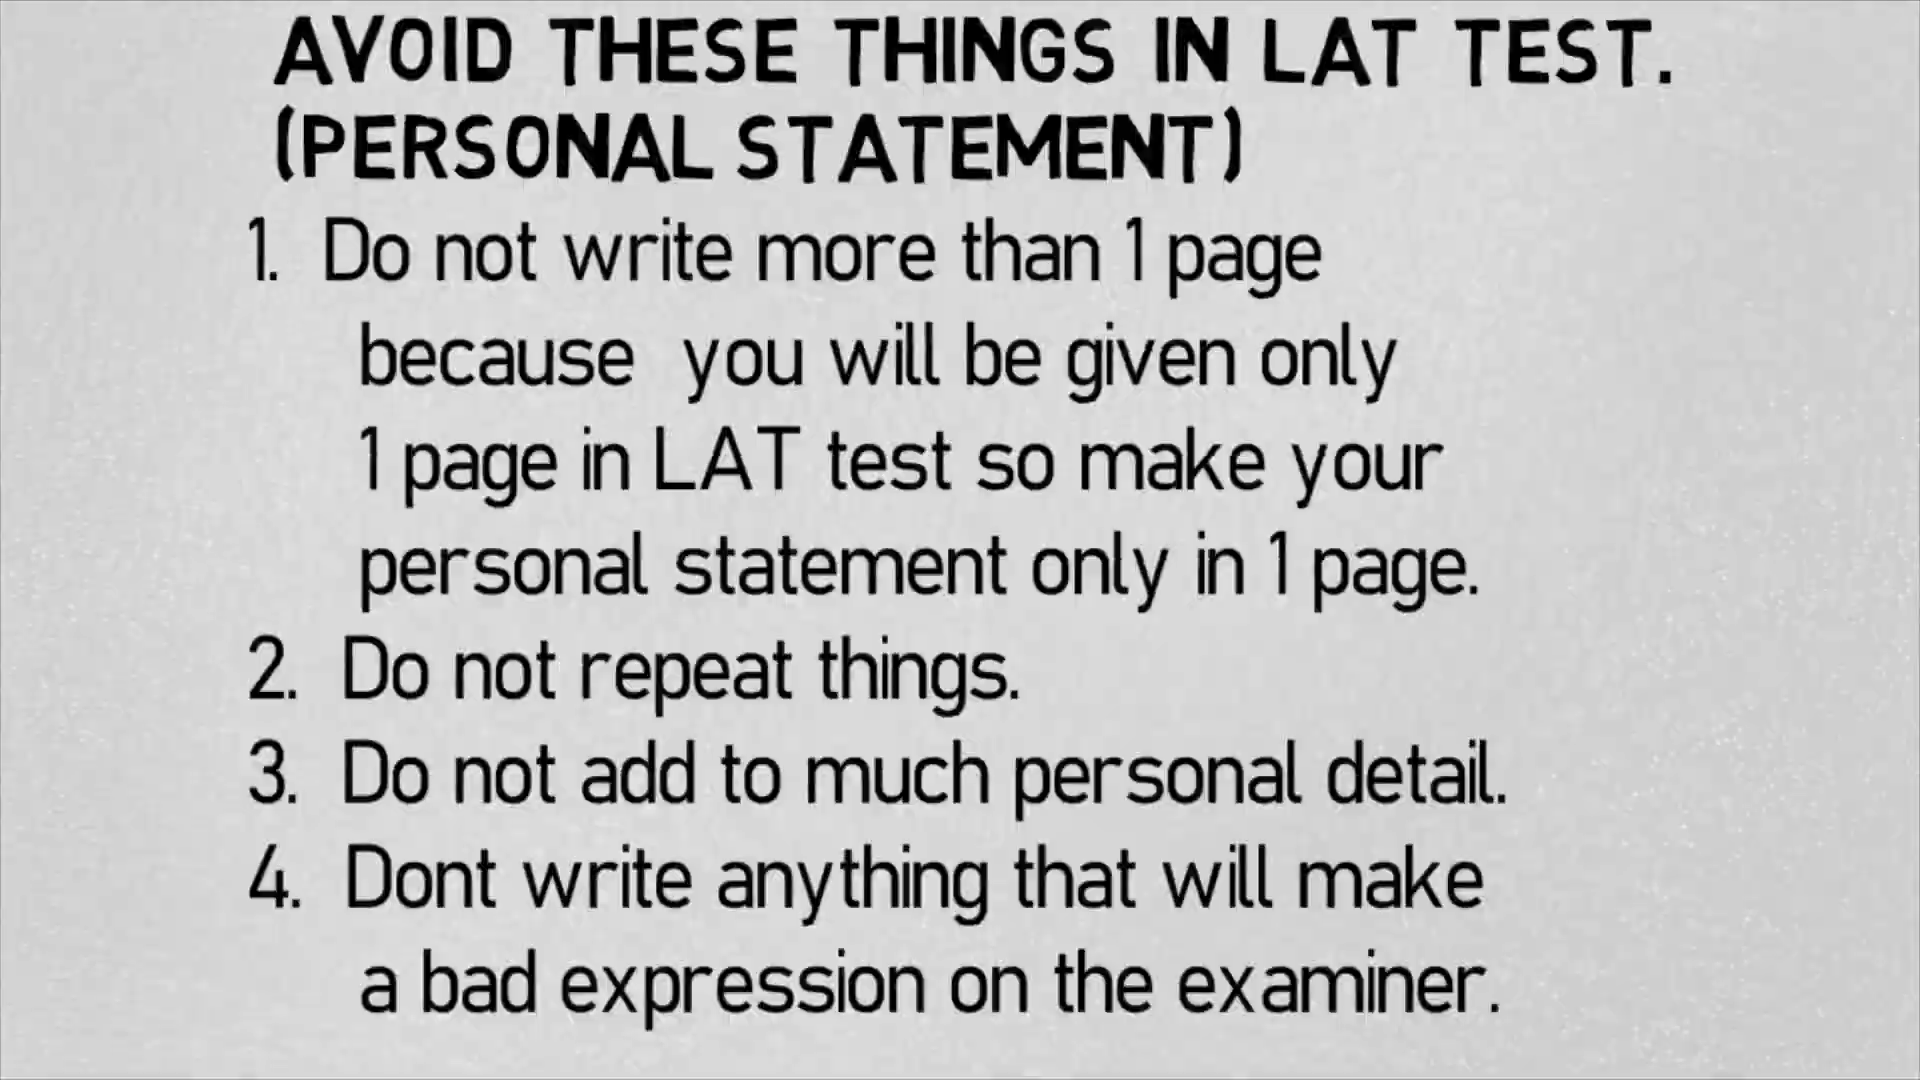 AVOID THESE THINGS IN LAT TEST.
(PERSONAL STATEMENT)
1. Do not write more than 1 page
because you will be given only
1 page in LAT test so make your
personal statement only in 1 page.
2. Do not repeat things.
3. Do not add to much personal detail.
4. Dont write anything that will make
a bad expression on the examiner.